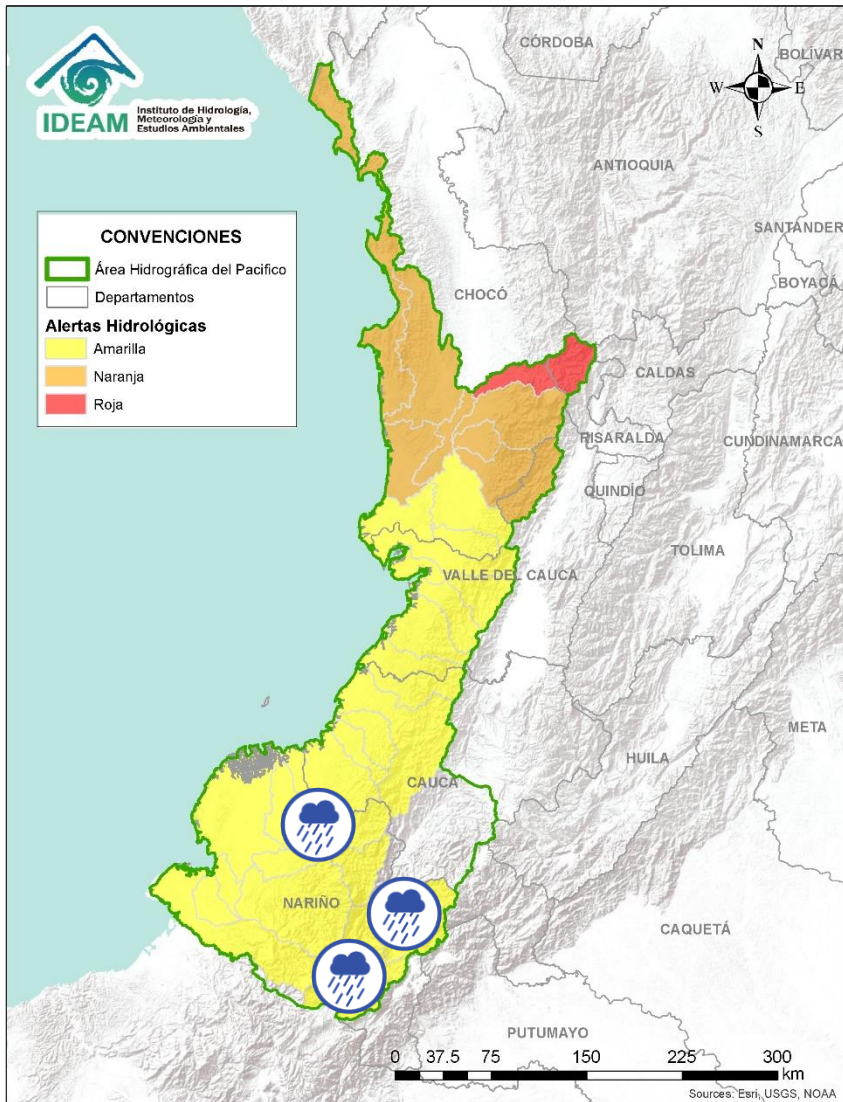 IDEAM
Instituto de Hidrología,
Meteorología y
Estudios Ambientales
N
W
E
S
CÓRDOBA
BOLÍVAR
ANTIOQUIA
SANTANDER
BOYACÁ
CONVENCIONES
Área Hidrográfica del Pacifico
Departamentos
Alertas Hidrológicas
Amarilla
Naranja
Roja
CHOCÓ
CALDAS
RISARALDA
CUNDINAMARCA
QUINDÍO
TOLIMA
VALLE DEL CAUCA
META
HUILA
CAUCA
NARIÑO
CAQUETÁ
PUTUMAYO
0 37.5 75 150 225 300
km
Sources: Esri, USGS, NOAA